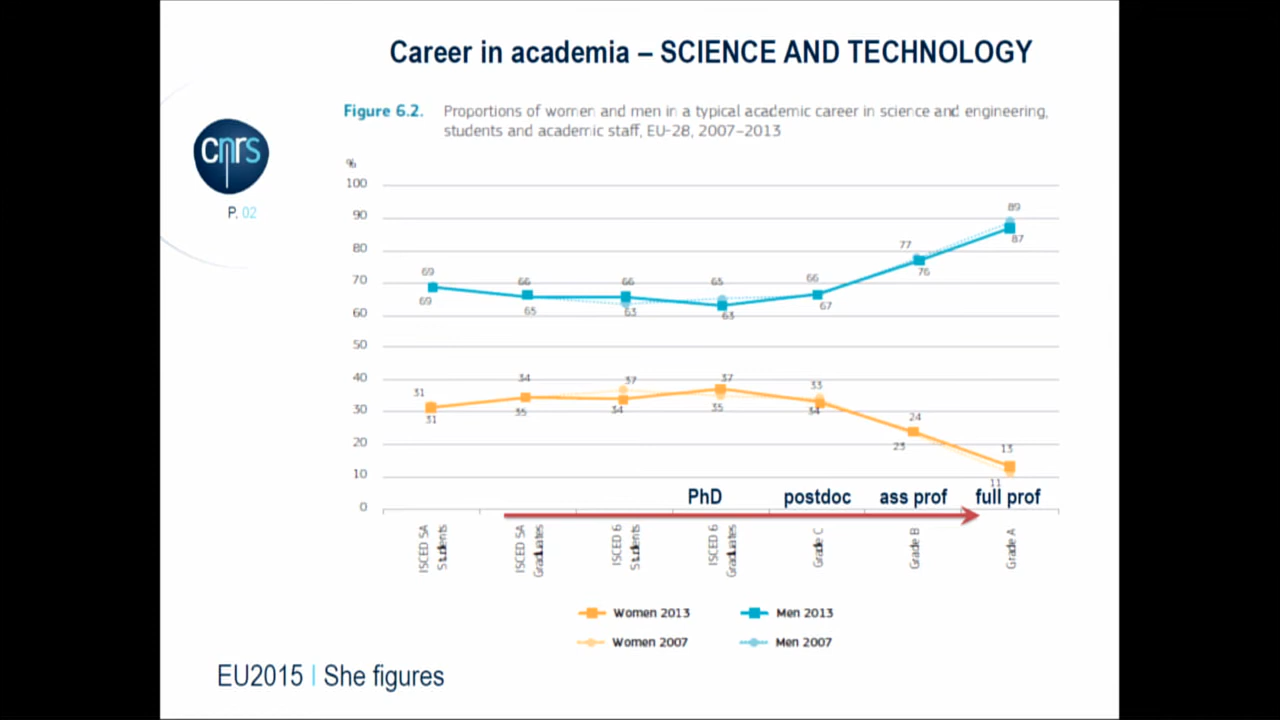 Career in academia – SCIENCE AND TECHNOLOGY
Figure 6.2. Proportions of women and men in a typical academic career in science and engineering,
students and academic staff, EU-28, 2007–2013
cnrs
P. 02
%
100
90
80
70
60
50
40
30
20
10
0
69 66 66 65 66 77 89
69 65 63 63 67 76 87
31 34 37 37 33 24 13
31 35 34 35 34 23 11
PhD postdoc ass prof full prof
ISCED 5A Students
ISCED 5A Graduates
ISCED 6 Students
ISCED 6 Graduates
Grade C
Grade B
Grade A
Women 2013 Men 2013
Women 2007 Men 2007
EU2015 | She figures